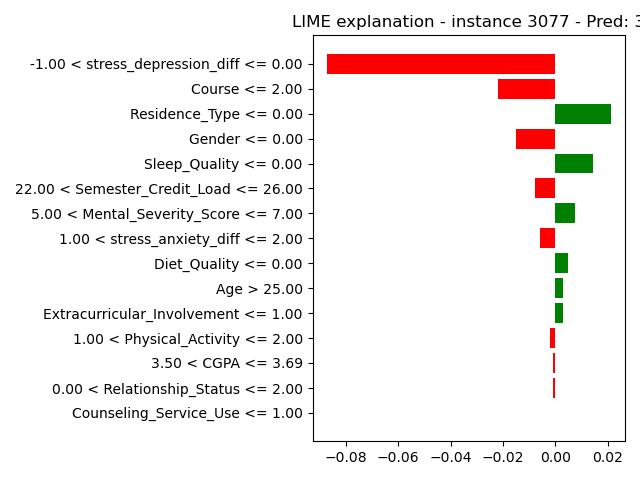 LIME explanation - instance 3077 - Pred: 3
-1.00 < stress_depression_diff <= 0.00
Course <= 2.00
Residence_Type <= 0.00
Gender <= 0.00
Sleep_Quality <= 0.00
22.00 < Semester_Credit_Load <= 26.00
5.00 < Mental_Severity_Score <= 7.00
1.00 < stress_anxiety_diff <= 2.00
Diet_Quality <= 0.00
Age > 25.00
Extracurricular_Involvement <= 1.00
1.00 < Physical_Activity <= 2.00
3.50 < CGPA <= 3.69
0.00 < Relationship_Status <= 2.00
Counseling_Service_Use <= 1.00
−0.08 −0.06 −0.04 −0.02 0.00 0.02